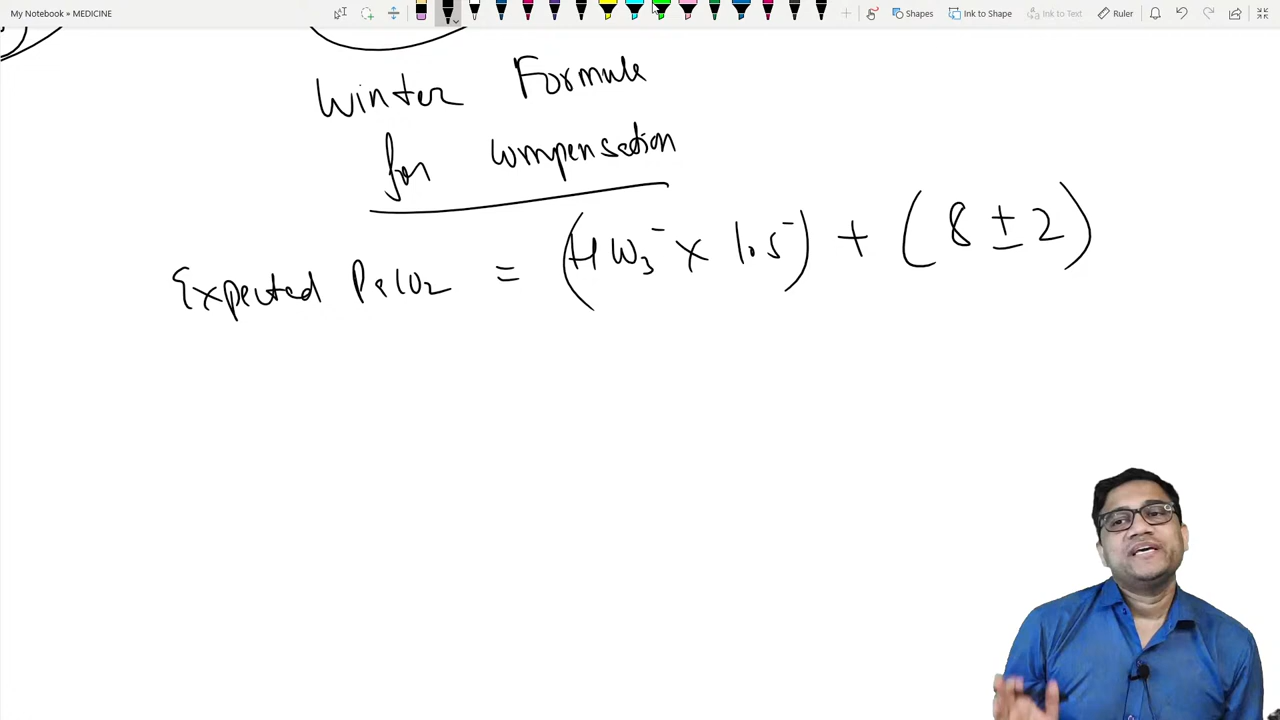 My Notebook » MEDICINE
Shapes Ink to Shape Ink to Text Ruler
Winter Formula
for compensation
Expected PaCO₂ = (HCO₃⁻ × 1.5) + (8 ± 2)